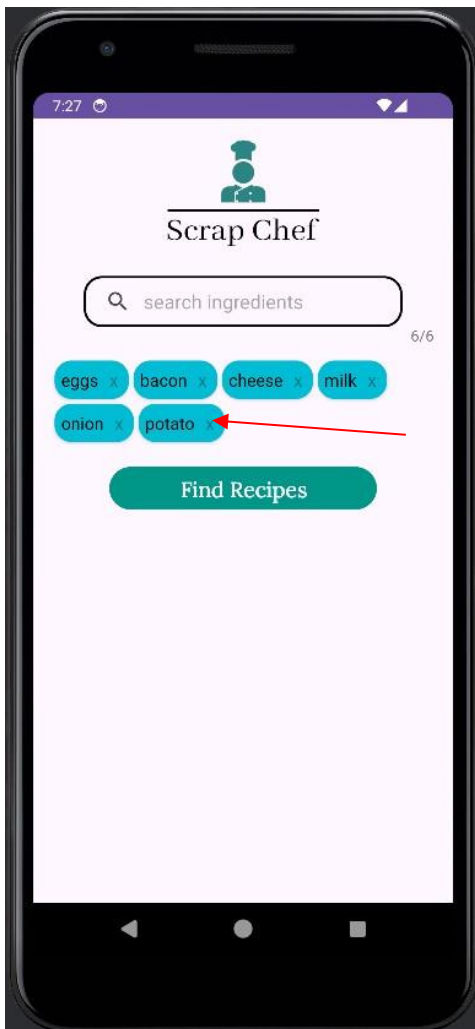 7:27
Scrap Chef
search ingredients
6/6
eggs x bacon x cheese x milk x
onion x potato x
Find Recipes